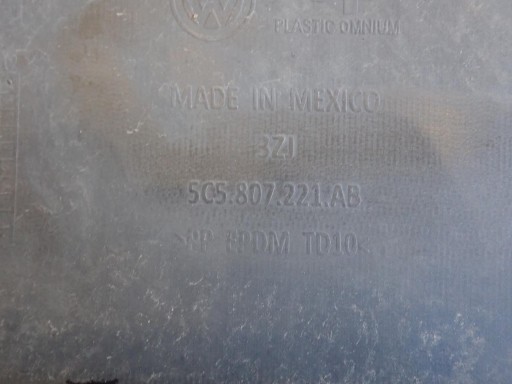 PLASTIC OMNIUM
MADE IN MEXICO
3ZI
5C5.807.221.AB
>PP EPDM TD10<